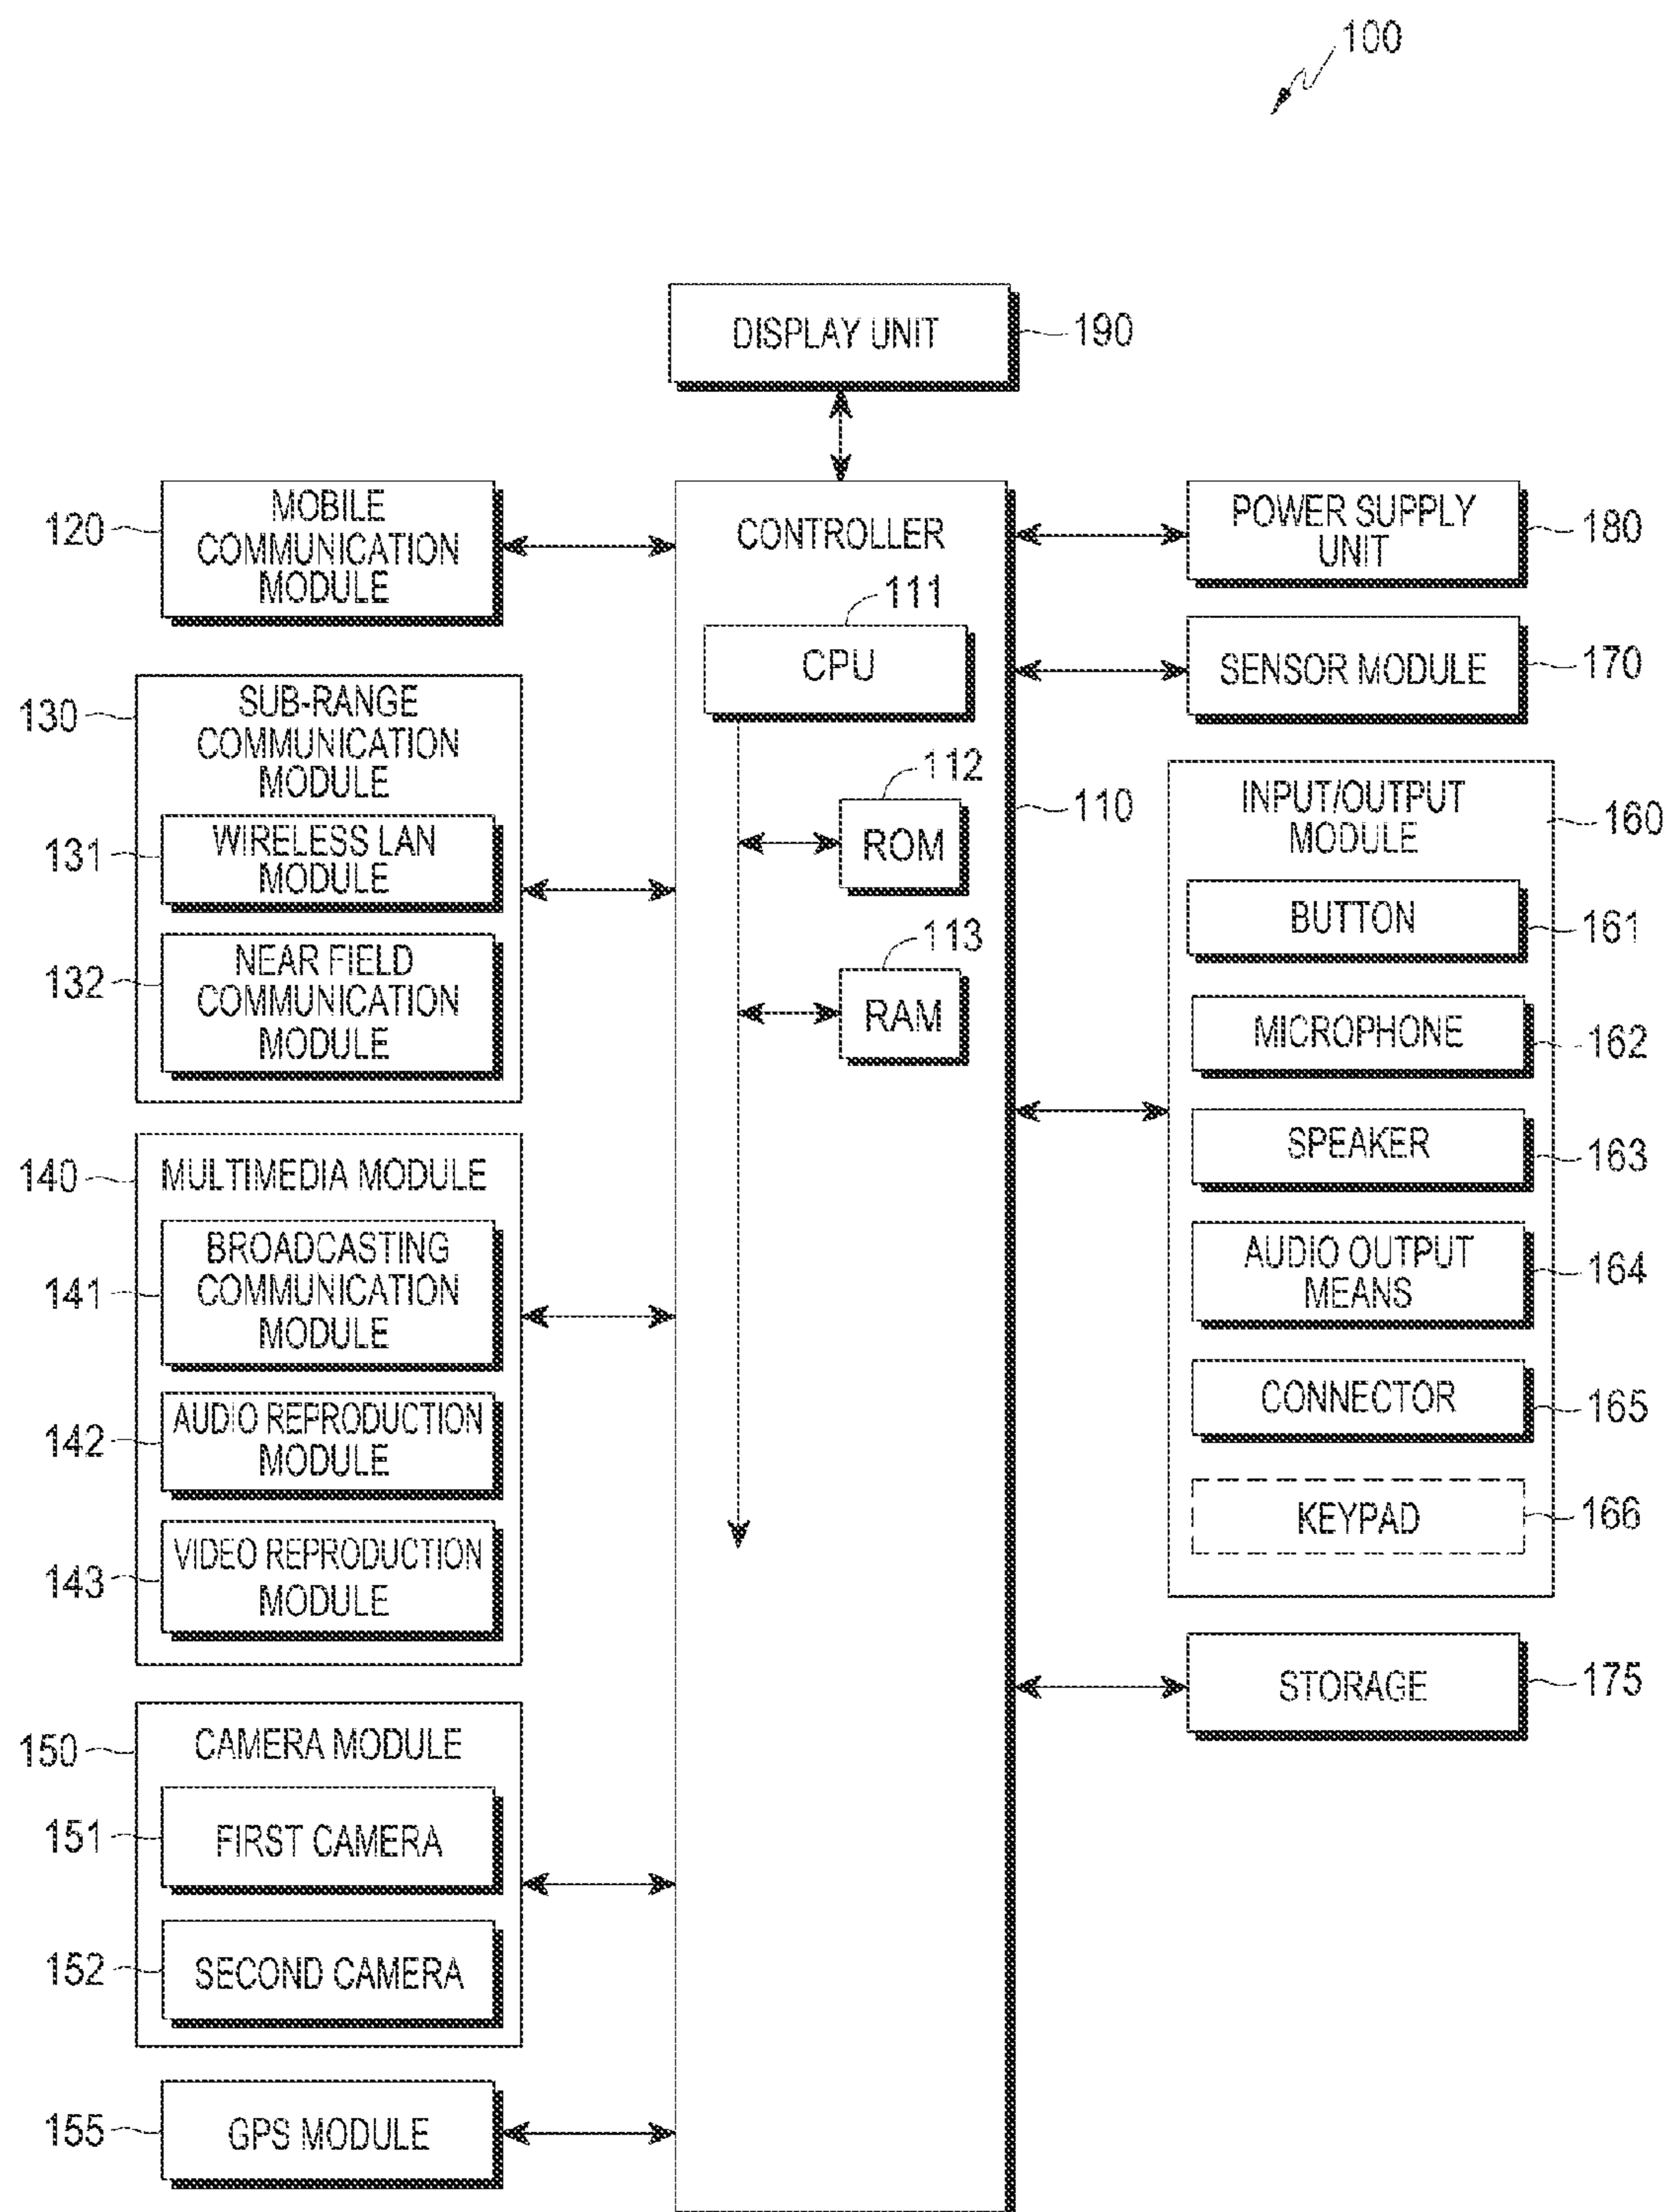 100
DISPLAY UNIT
190
120
MOBILE
COMMUNICATION
MODULE
130
SUB-RANGE
COMMUNICATION
MODULE
131
WIRELESS LAN
MODULE
132
NEAR FIELD
COMMUNICATION
MODULE
140
MULTIMEDIA MODULE
141
BROADCASTING
COMMUNICATION
MODULE
142
AUDIO REPRODUCTION
MODULE
143
VIDEO REPRODUCTION
MODULE
150
CAMERA MODULE
151
FIRST CAMERA
152
SECOND CAMERA
155
GPS MODULE
CONTROLLER
111
CPU
112
ROM
113
RAM
110
POWER SUPPLY
UNIT
180
SENSOR MODULE
170
INPUT/OUTPUT
MODULE
160
BUTTON
161
MICROPHONE
162
SPEAKER
163
AUDIO OUTPUT
MEANS
164
CONNECTOR
165
KEYPAD
166
STORAGE
175